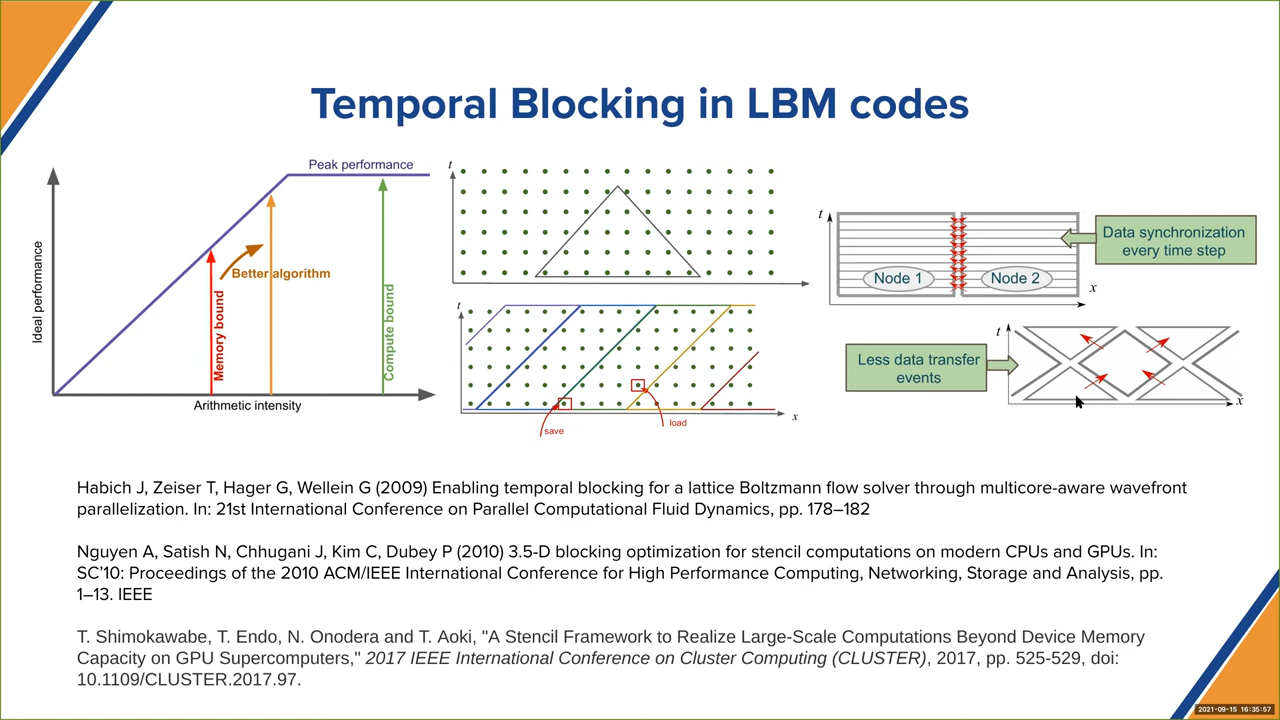 Temporal Blocking in LBM codes
Peak performance
Ideal performance
Memory bound
Better algorithm
Compute bound
Arithmetic intensity
t
t
save
load
x
t
Node 1
Node 2
x
Data synchronization
every time step
Less data transfer
events
t
x
Habich J, Zeiser T, Hager G, Wellein G (2009) Enabling temporal blocking for a lattice Boltzmann flow solver through multicore-aware wavefront
parallelization. In: 21st International Conference on Parallel Computational Fluid Dynamics, pp. 178–182
Nguyen A, Satish N, Chhugani J, Kim C, Dubey P (2010) 3.5-D blocking optimization for stencil computations on modern CPUs and GPUs. In:
SC’10: Proceedings of the 2010 ACM/IEEE International Conference for High Performance Computing, Networking, Storage and Analysis, pp.
1–13. IEEE
T. Shimokawabe, T. Endo, N. Onodera and T. Aoki, "A Stencil Framework to Realize Large-Scale Computations Beyond Device Memory
Capacity on GPU Supercomputers," 2017 IEEE International Conference on Cluster Computing (CLUSTER), 2017, pp. 525-529, doi:
10.1109/CLUSTER.2017.97.
2021-09-15 16:35:57